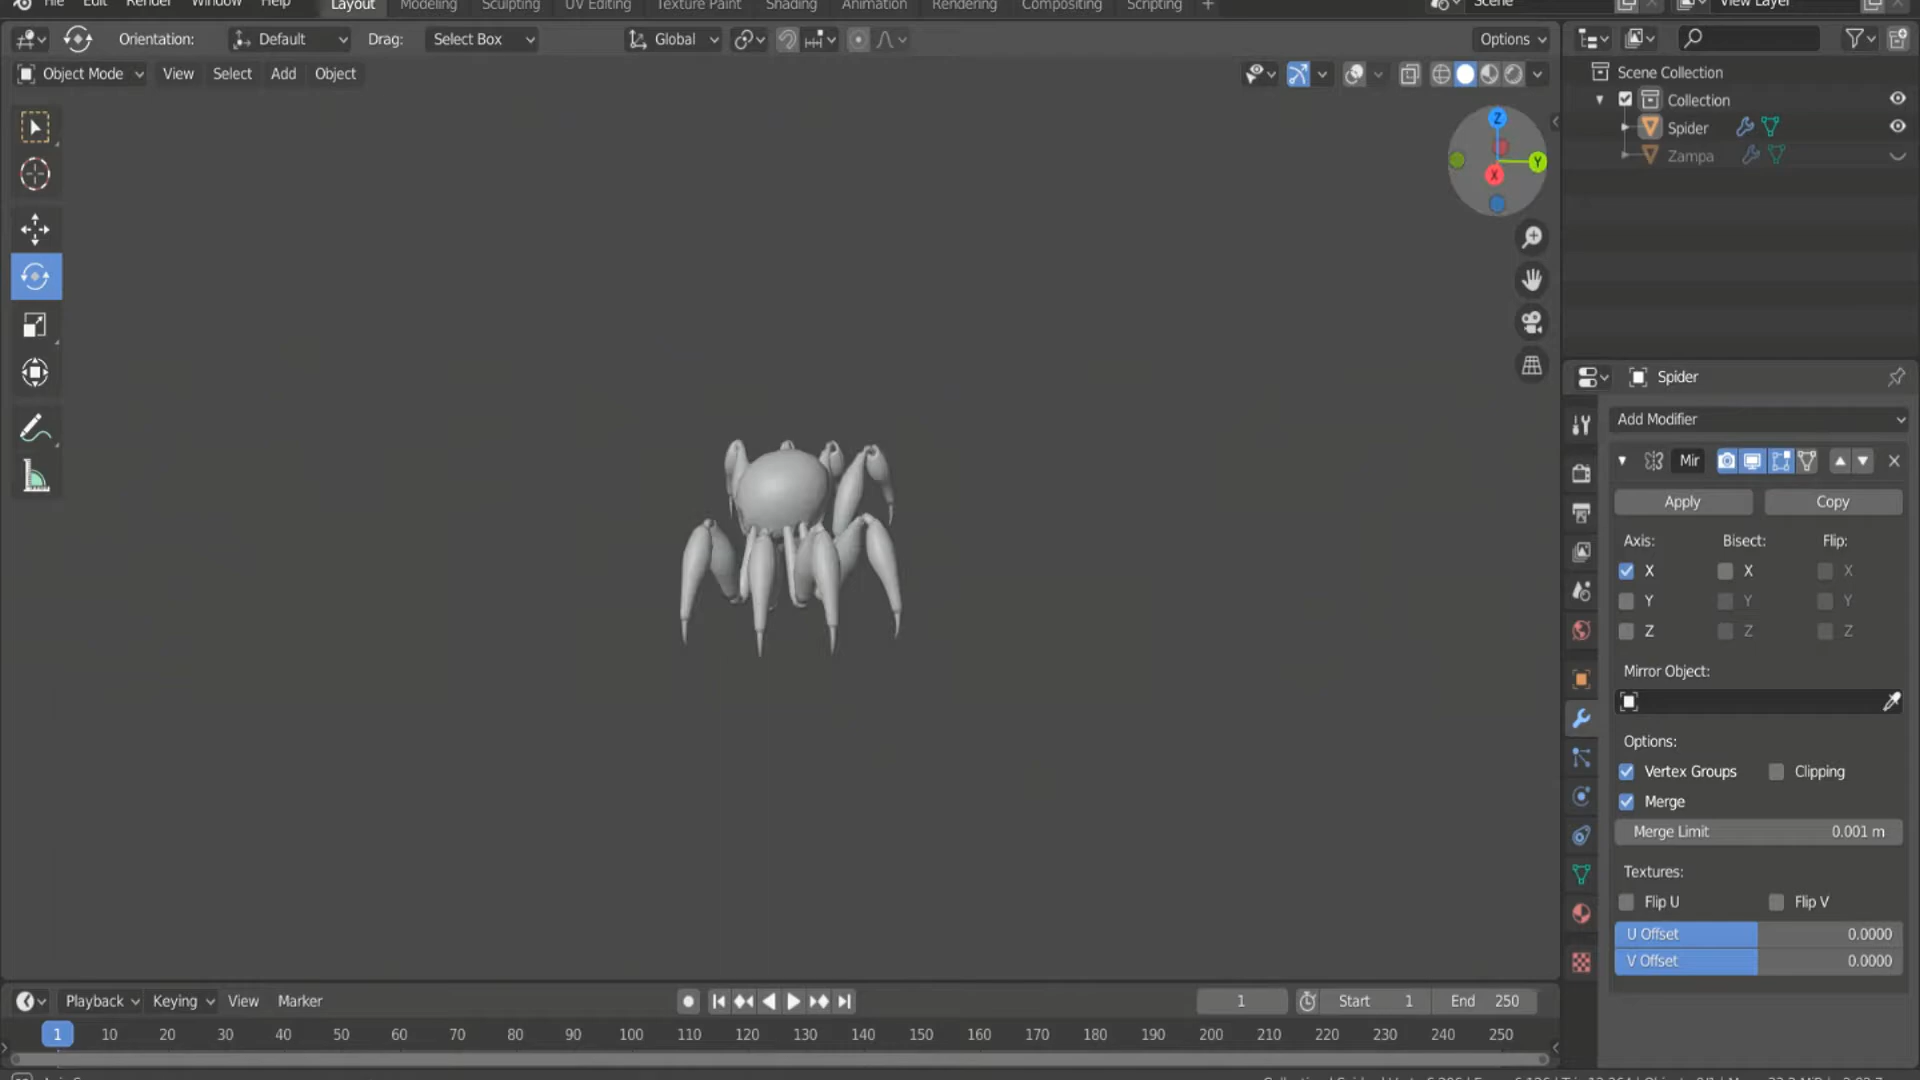 File Edit Render Window Help Layout Modeling Sculpting UV Editing Texture Paint Shading Animation Rendering Compositing Scripting + Scene View Layer
Orientation: Default Drag: Select Box Global Options
Object Mode View Select Add Object
Scene Collection
Collection
Spider
Zampa
Z
Y
X
Spider
Add Modifier
Mir
Apply Copy
Axis: Bisect: Flip:
X X X
Y Y Y
Z Z Z
Mirror Object:
Options:
Vertex Groups Clipping
Merge
Merge Limit 0.001 m
Textures:
Flip U Flip V
U Offset 0.0000
V Offset 0.0000
Playback Keying View Marker 1 Start 1 End 250
1 10 20 30 40 50 60 70 80 90 100 110 120 130 140 150 160 170 180 190 200 210 220 230 240 250